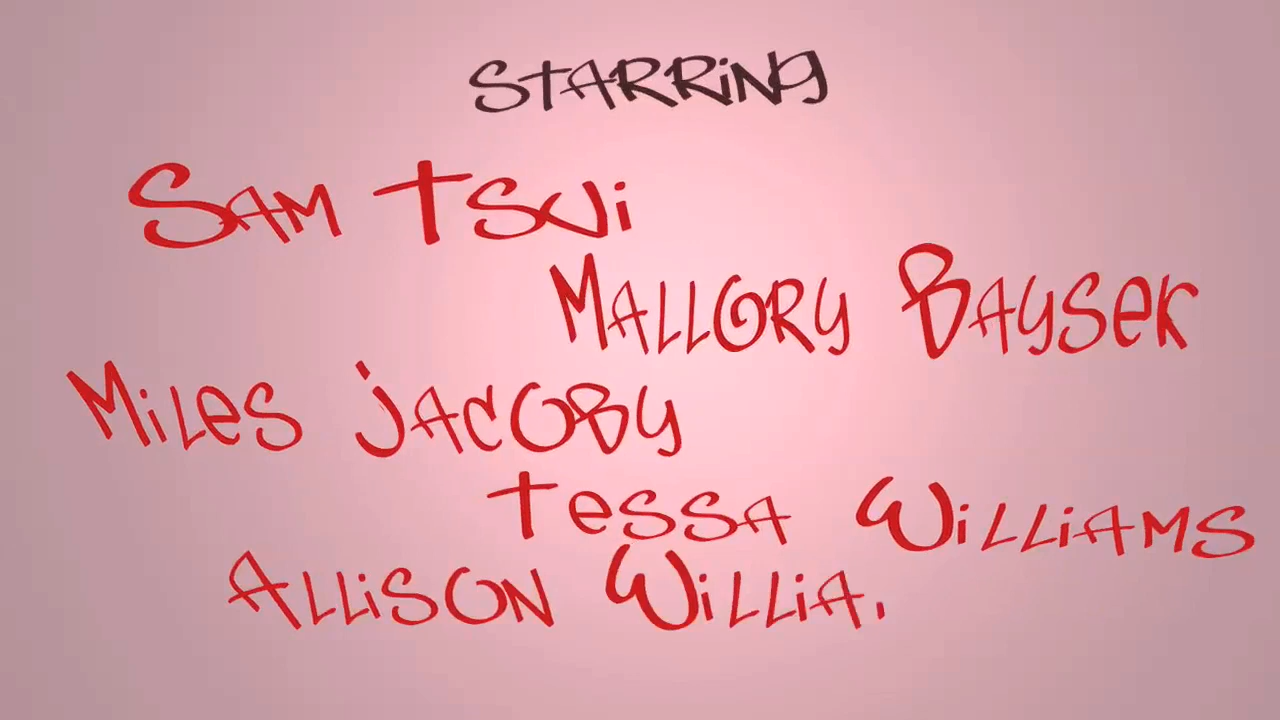 STARRiNg
SAM TSUi
MALLORY BAYSER
MiLeS JACOBY
TeSSA WiLLiAMS
ALLiSON WiLLiA